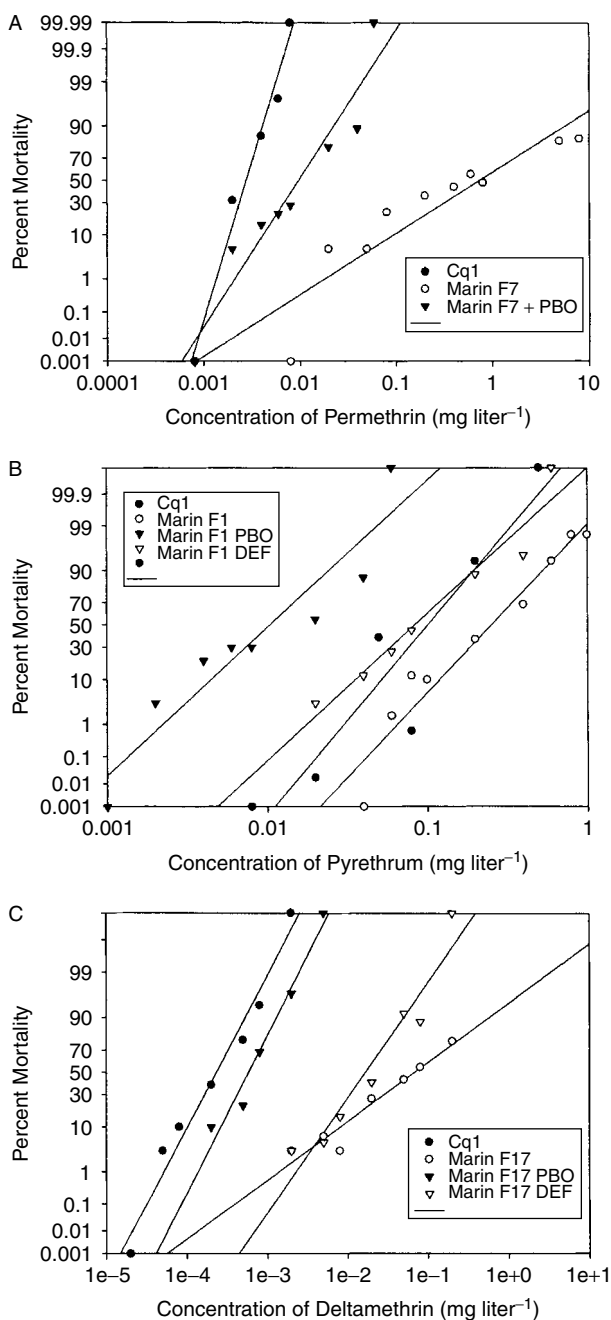 A
99.99
99.9
99
90
70
50
30
10
1
0.1
0.01
0.001
Percent Mortality
Cq1
Marin F7
Marin F7 + PBO
0.0001 0.001 0.01 0.1 1 10
Concentration of Permethrin (mg liter⁻¹)
B
99.9
99
90
70
50
30
10
1
0.1
0.01
0.001
Percent Mortality
Cq1
Marin F1
Marin F1 PBO
Marin F1 DEF
0.001 0.01 0.1 1
Concentration of Pyrethrum (mg liter⁻¹)
C
99
90
70
50
30
10
1
0.1
0.01
0.001
Percent Mortality
Cq1
Marin F17
Marin F17 PBO
Marin F17 DEF
1e−5 1e−4 1e−3 1e−2 1e−1 1e+0 1e+1
Concentration of Deltamethrin (mg liter⁻¹)